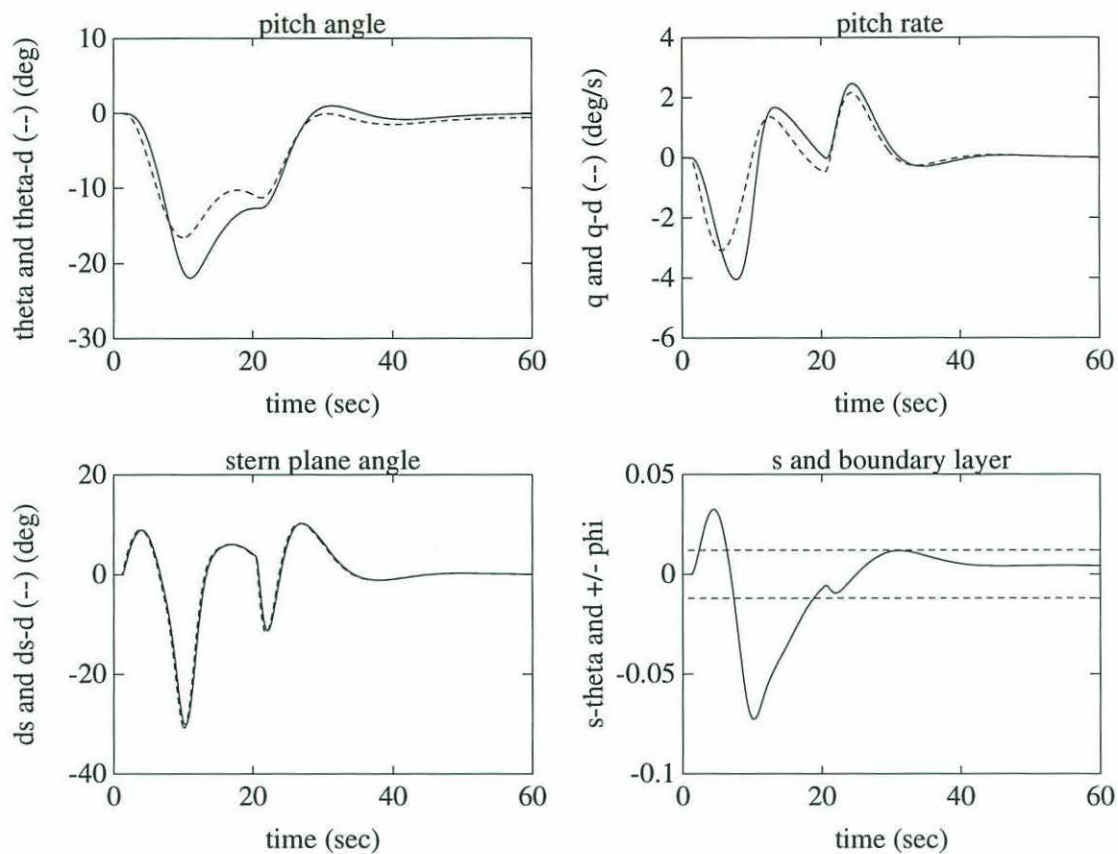 pitch angle
theta and theta-d (--) (deg)
10
0
-10
-20
-30
0
20
40
60
time (sec)
pitch rate
q and q-d (--) (deg/s)
4
2
0
-2
-4
-6
0
20
40
60
time (sec)
stern plane angle
ds and ds-d (--) (deg)
20
0
-20
-40
0
20
40
60
time (sec)
s and boundary layer
s-theta and +/- phi
0.05
0
-0.05
-0.1
0
20
40
60
time (sec)